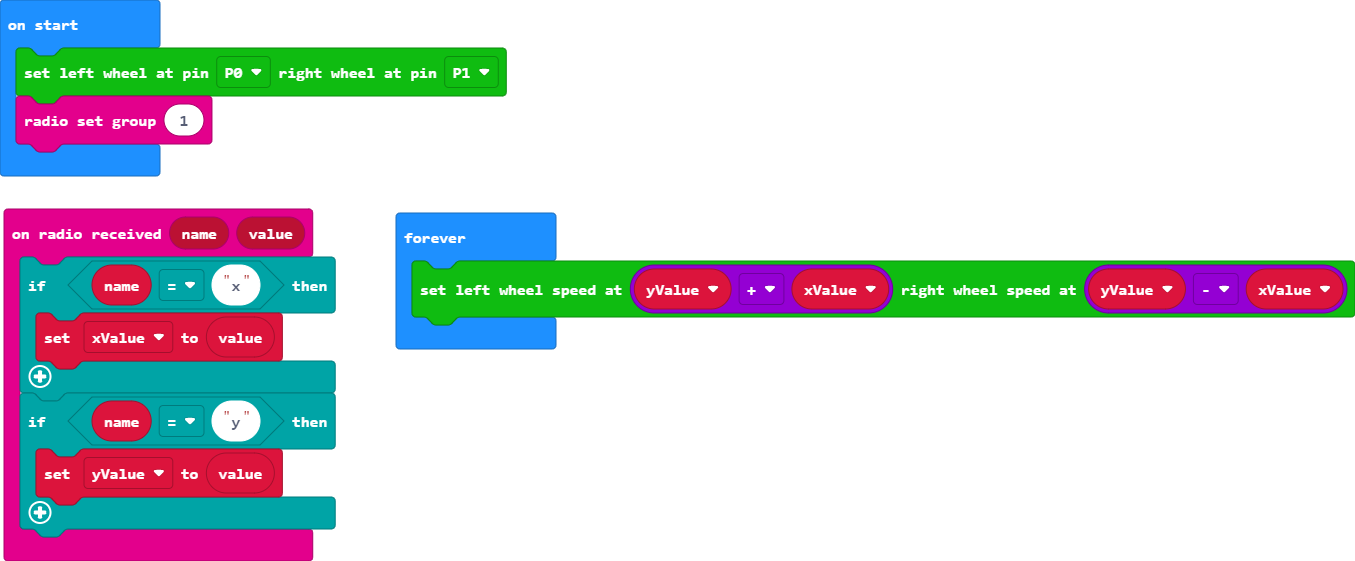 on start
set left wheel at pin P0 right wheel at pin P1
radio set group 1
on radio received name value
if name = "x" then
set xValue to value
if name = "y" then
set yValue to value
forever
set left wheel speed at yValue + xValue right wheel speed at yValue - xValue